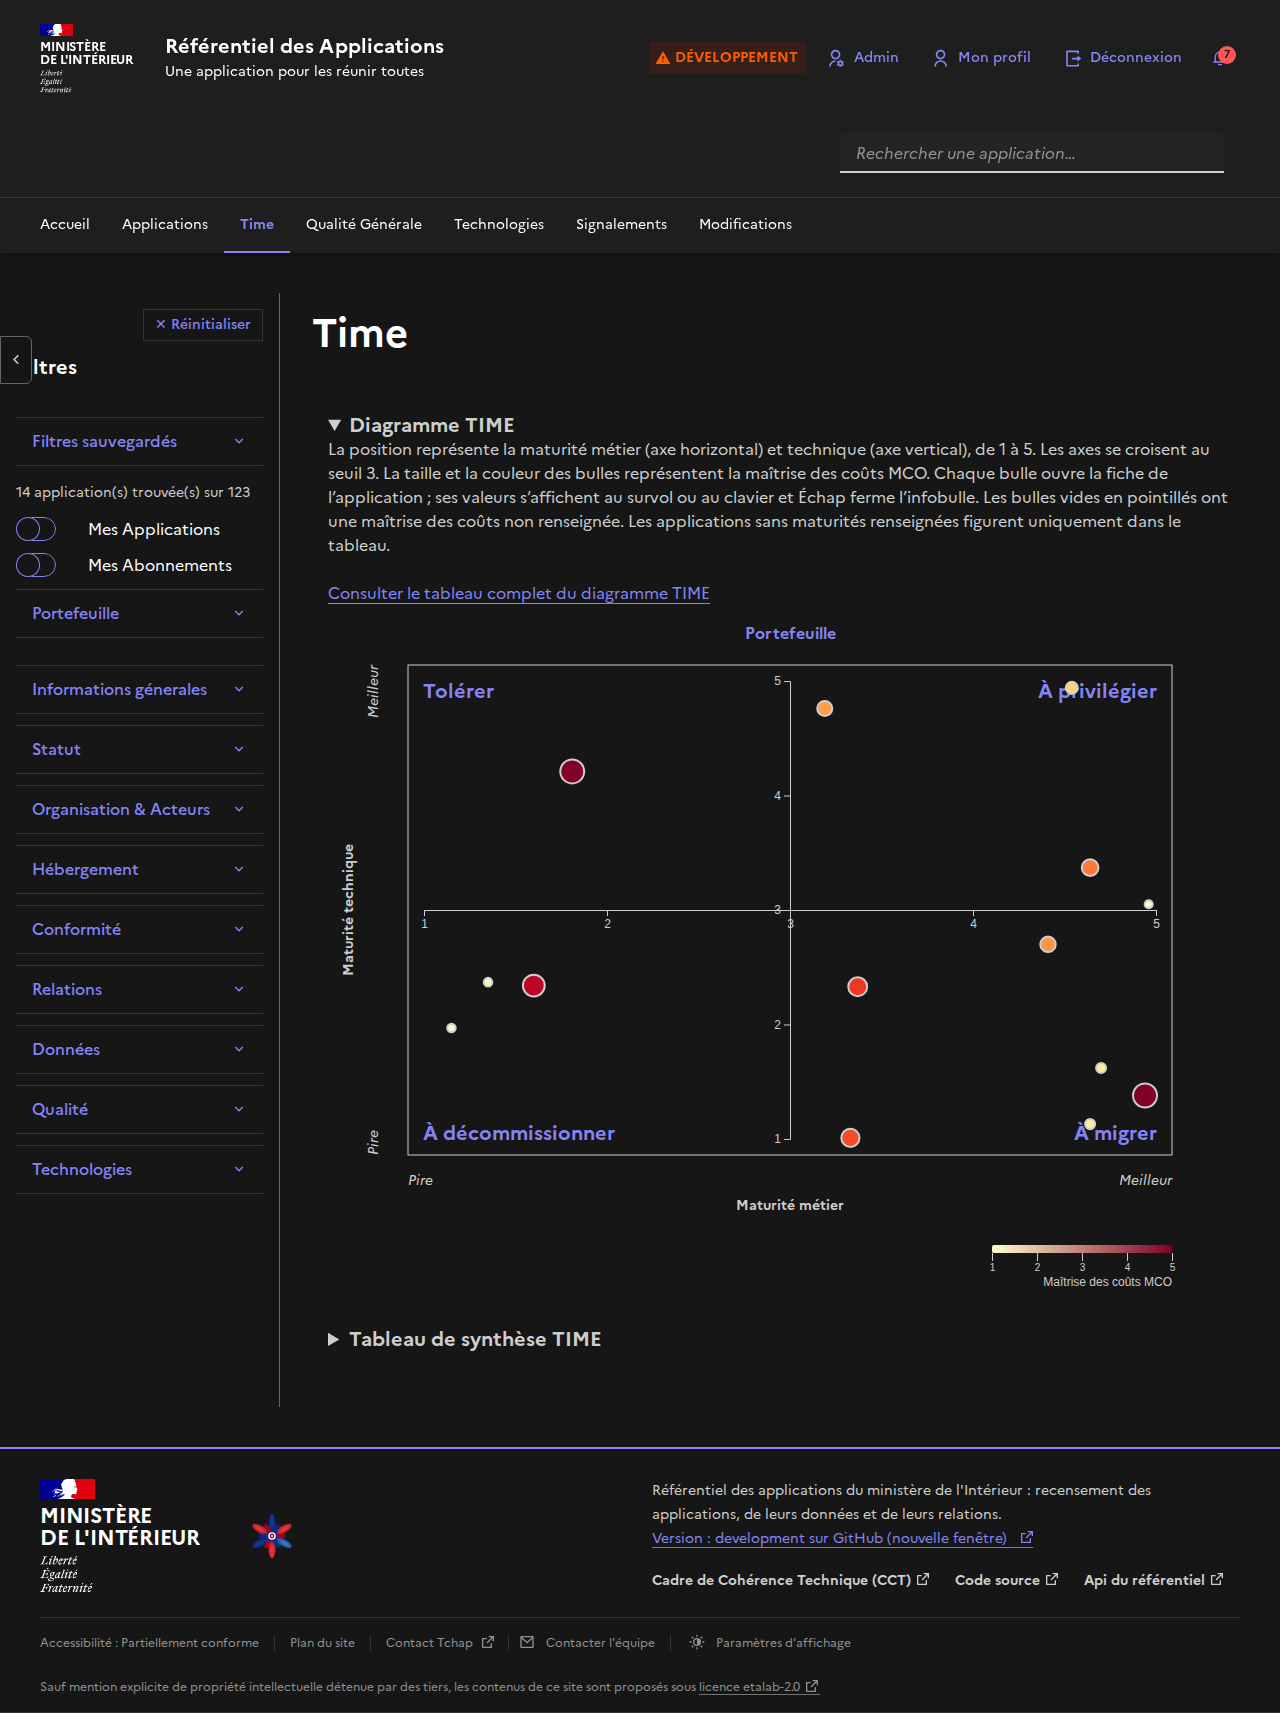 MINISTÈRE
DE L'INTÉRIEUR
Liberté
Égalité
Fraternité
Référentiel des Applications
Une application pour les réunir toutes
DÉVELOPPEMENT
Admin
Mon profil
Déconnexion
7
Rechercher une application...
Accueil
Applications
Time
Qualité Générale
Technologies
Signalements
Modifications
× Réinitialiser
ltres
Filtres sauvegardés
14 application(s) trouvée(s) sur 123
Mes Applications
Mes Abonnements
Portefeuille
Informations génerales
Statut
Organisation & Acteurs
Hébergement
Conformité
Relations
Données
Qualité
Technologies
Time
Diagramme TIME
La position représente la maturité métier (axe horizontal) et technique (axe vertical), de 1 à 5. Les axes se croisent au
seuil 3. La taille et la couleur des bulles représentent la maîtrise des coûts MCO. Chaque bulle ouvre la fiche de
l’application ; ses valeurs s’affichent au survol ou au clavier et Échap ferme l’infobulle. Les bulles vides en pointillés ont
une maîtrise des coûts non renseignée. Les applications sans maturités renseignées figurent uniquement dans le
tableau.
Consulter le tableau complet du diagramme TIME
Portefeuille
Meilleur
Maturité technique
Pire
Tolérer
À privilégier
5
4
3
2
1
1
2
3
4
5
À décommissionner
À migrer
Pire
Meilleur
Maturité métier
1 2 3 4 5
Maîtrise des coûts MCO
Tableau de synthèse TIME
MINISTÈRE
DE L'INTÉRIEUR
Liberté
Égalité
Fraternité
Référentiel des applications du ministère de l'Intérieur : recensement des
applications, de leurs données et de leurs relations.
Version : development sur GitHub (nouvelle fenêtre)
Cadre de Cohérence Technique (CCT)
Code source
Api du référentiel
Accessibilité : Partiellement conforme
Plan du site
Contact Tchap
Contacter l'équipe
Paramètres d'affichage
Sauf mention explicite de propriété intellectuelle détenue par des tiers, les contenus de ce site sont proposés sous licence etalab-2.0